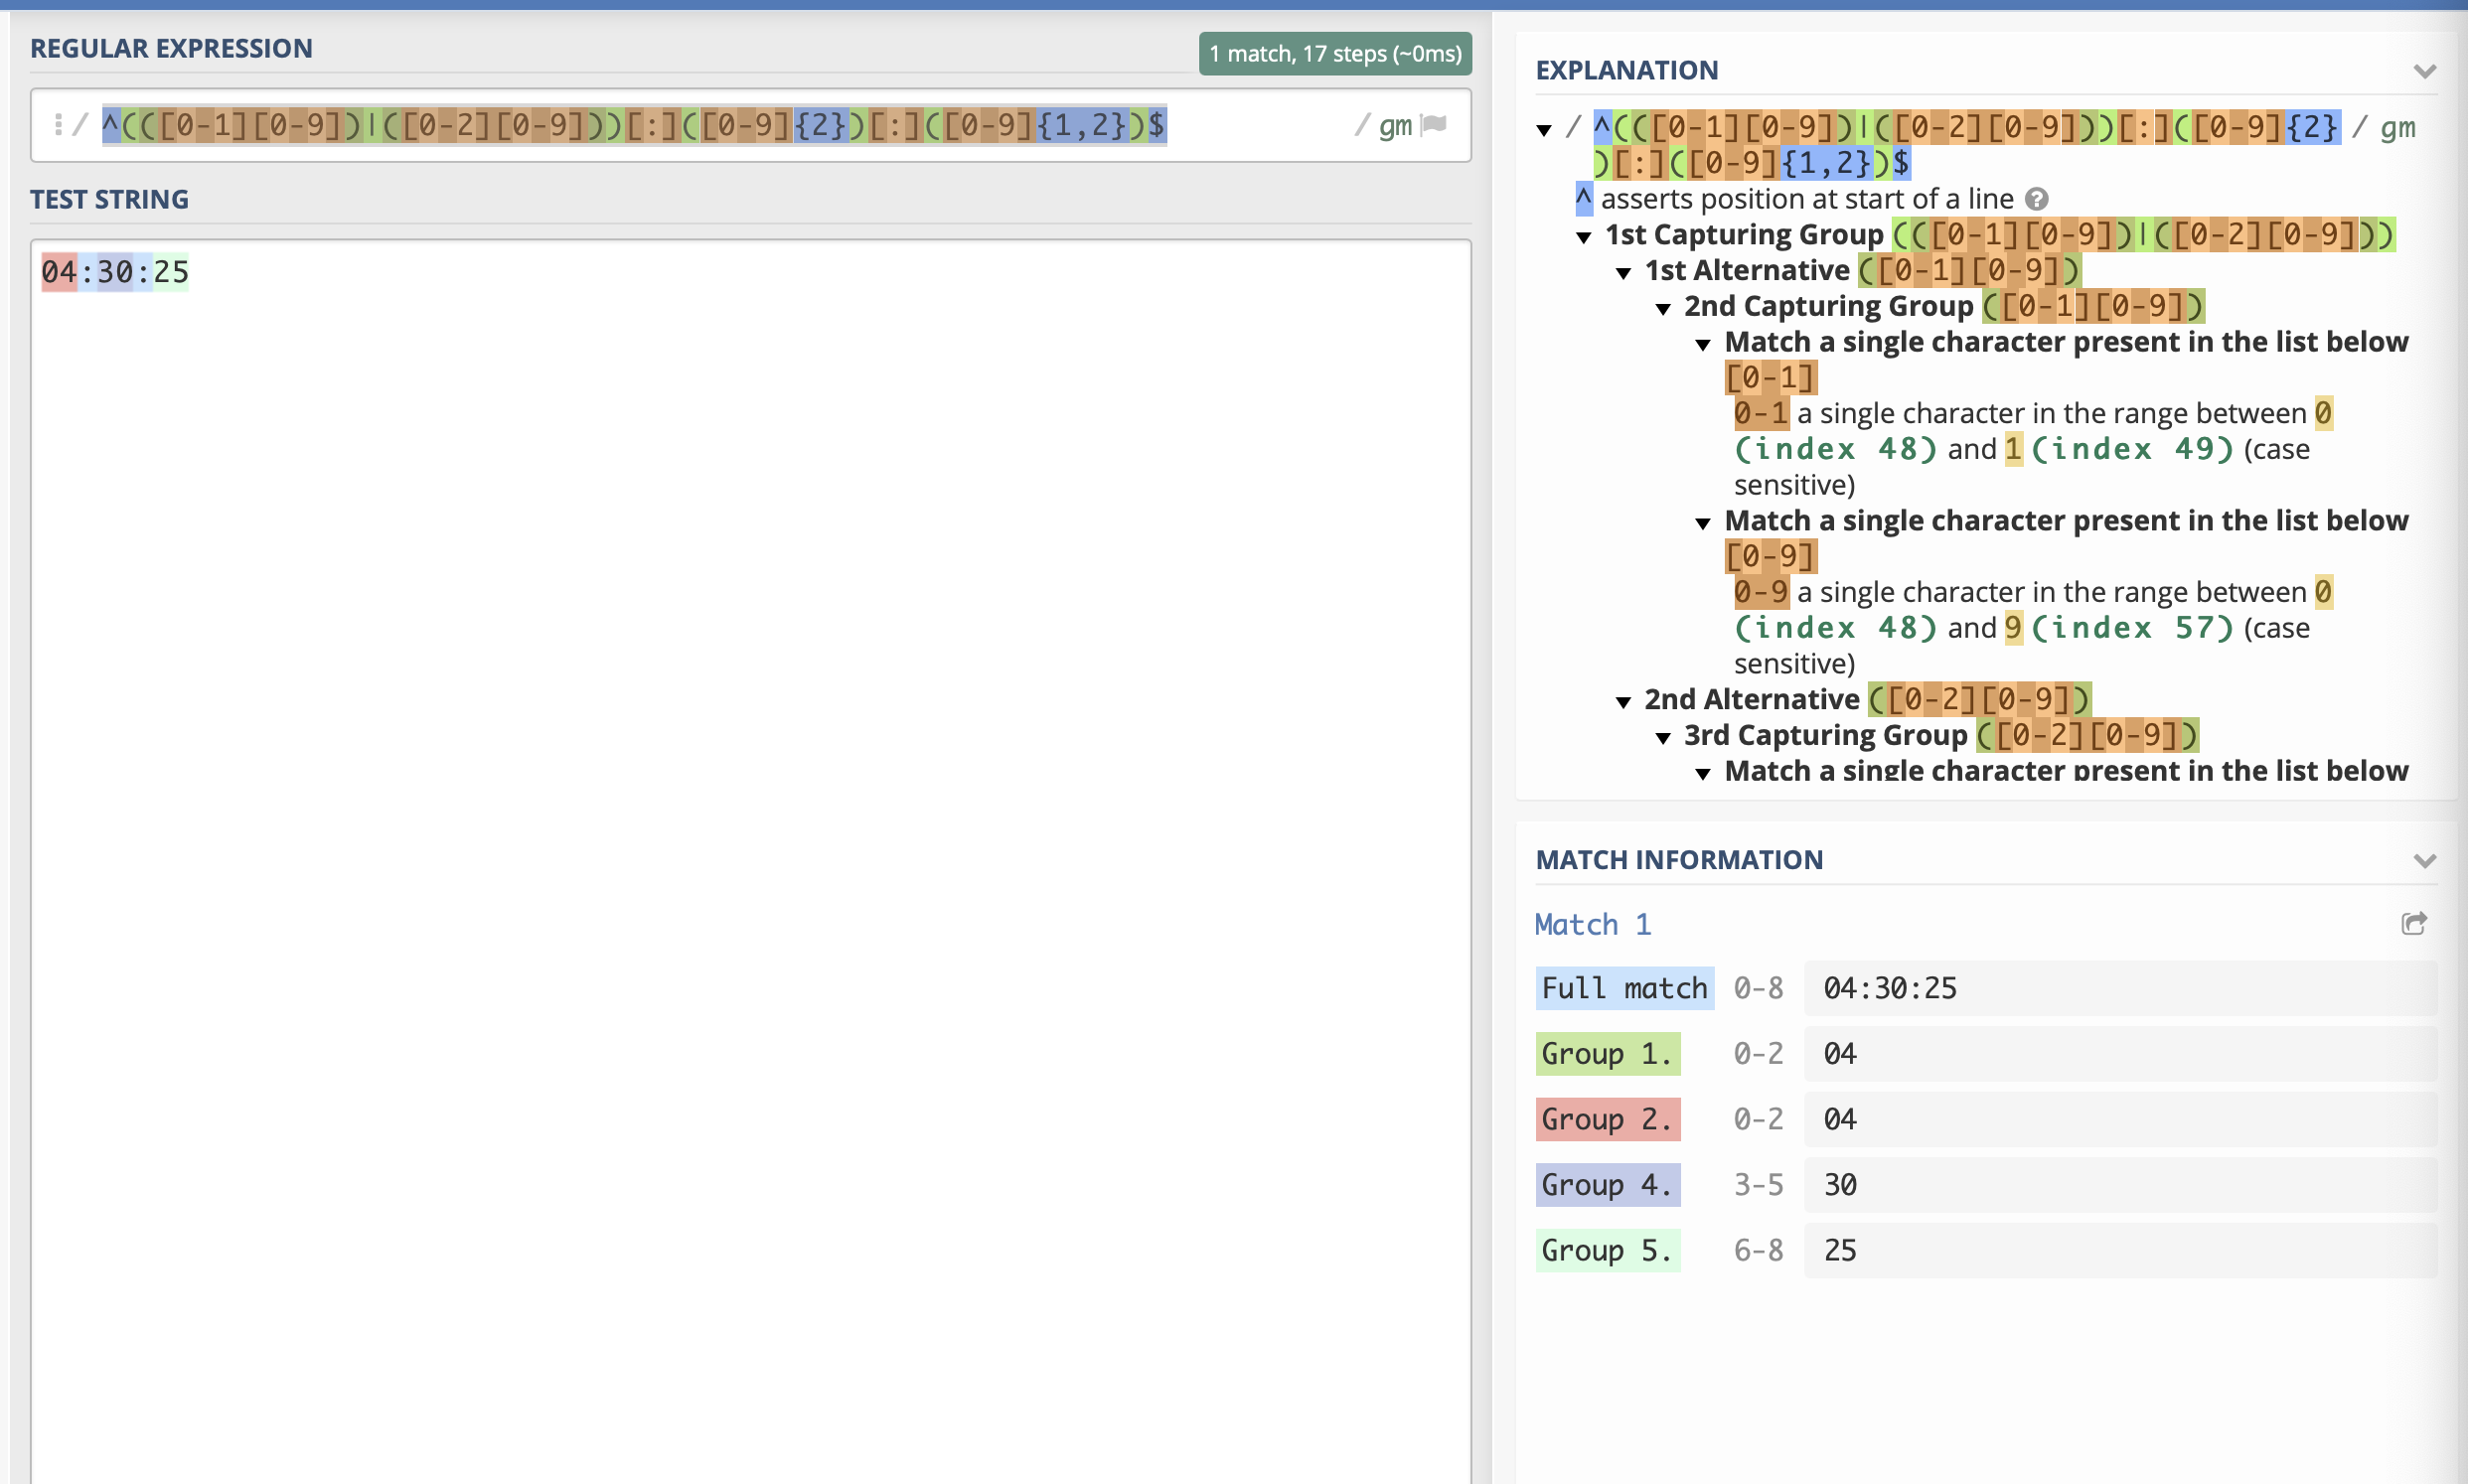 REGULAR EXPRESSION
1 match, 17 steps (~0ms)
/ ^(([0-1][0-9])|([0-2][0-9]))[:]([0-9]{2})[:]([0-9]{1,2})$ / gm
TEST STRING
04:30:25
EXPLANATION
/ ^(([0-1][0-9])|([0-2][0-9]))[:]([0-9]{2} / gm
)[:]([0-9]{1,2})$
^ asserts position at start of a line ?
1st Capturing Group (([0-1][0-9])|([0-2][0-9]))
1st Alternative ([0-1][0-9])
2nd Capturing Group ([0-1][0-9])
Match a single character present in the list below
[0-1]
0-1 a single character in the range between 0
(index 48) and 1 (index 49) (case
sensitive)
Match a single character present in the list below
[0-9]
0-9 a single character in the range between 0
(index 48) and 9 (index 57) (case
sensitive)
2nd Alternative ([0-2][0-9])
3rd Capturing Group ([0-2][0-9])
Match a single character present in the list below
MATCH INFORMATION
Match 1
Full match 0-8 04:30:25
Group 1. 0-2 04
Group 2. 0-2 04
Group 4. 3-5 30
Group 5. 6-8 25